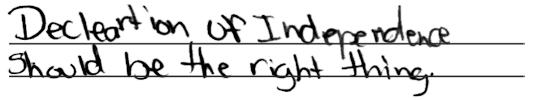 Decleartion of Independence
should be the right thing.